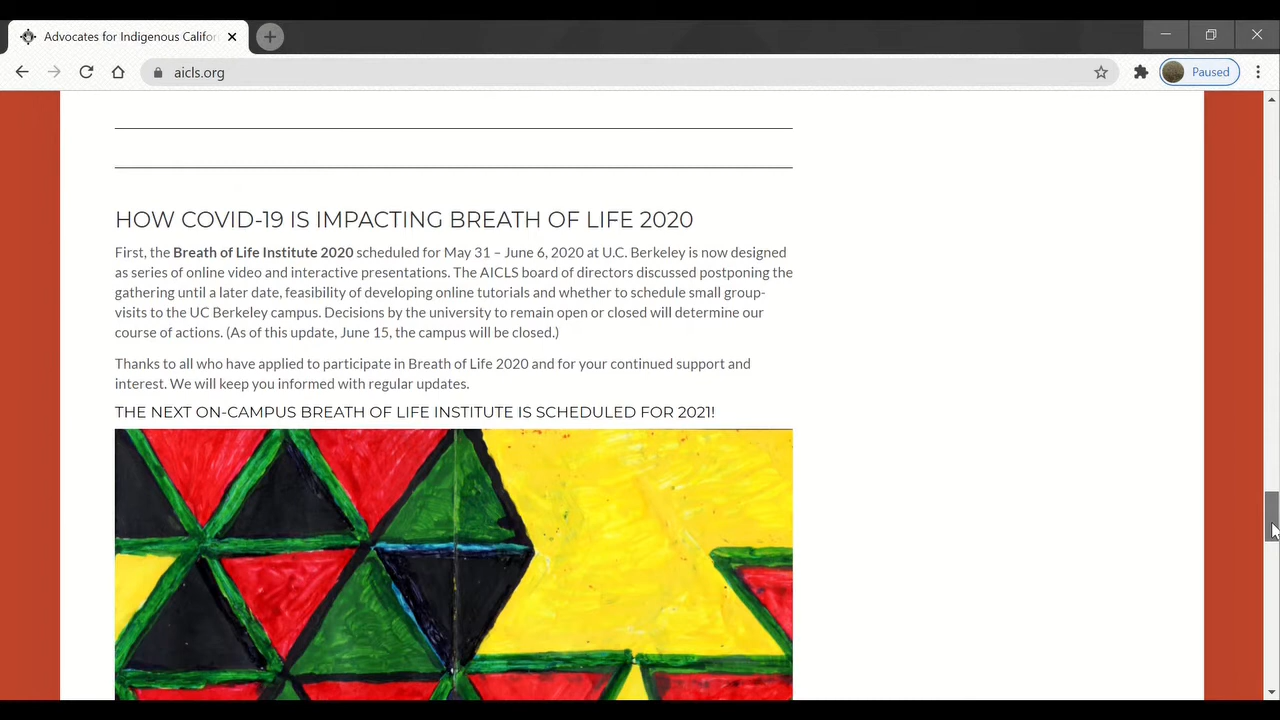 Advocates for Indigenous Califor
aicls.org
Paused
HOW COVID-19 IS IMPACTING BREATH OF LIFE 2020
First, the Breath of Life Institute 2020 scheduled for May 31 – June 6, 2020 at U.C. Berkeley is now designed
as series of online video and interactive presentations. The AICLS board of directors discussed postponing the
gathering until a later date, feasibility of developing online tutorials and whether to schedule small group-
visits to the UC Berkeley campus. Decisions by the university to remain open or closed will determine our
course of actions. (As of this update, June 15, the campus will be closed.)
Thanks to all who have applied to participate in Breath of Life 2020 and for your continued support and
interest. We will keep you informed with regular updates.
THE NEXT ON-CAMPUS BREATH OF LIFE INSTITUTE IS SCHEDULED FOR 2021!